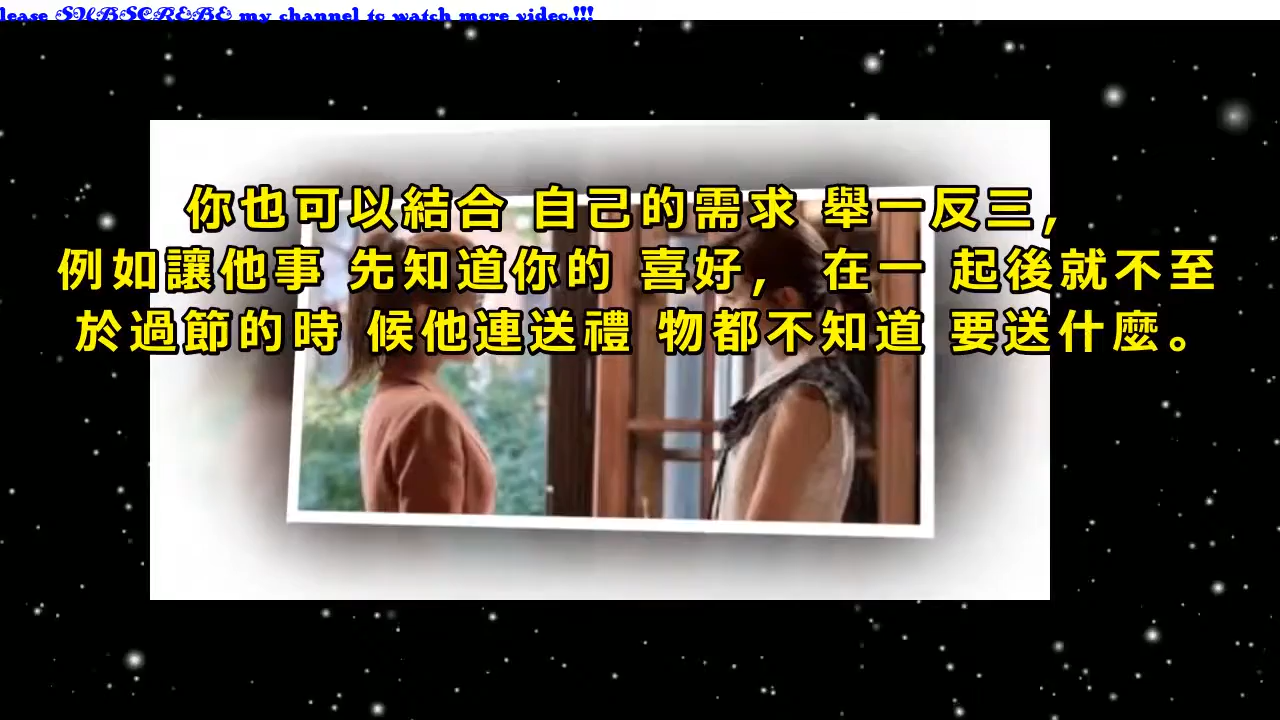 lease SUBSCREBE my channel to watch more video.!!!
你也可以結合 自己的需求 舉一反三，
例如讓他事 先知道你的 喜好， 在一 起後就不至
於過節的時 候他連送禮 物都不知道 要送什麼。